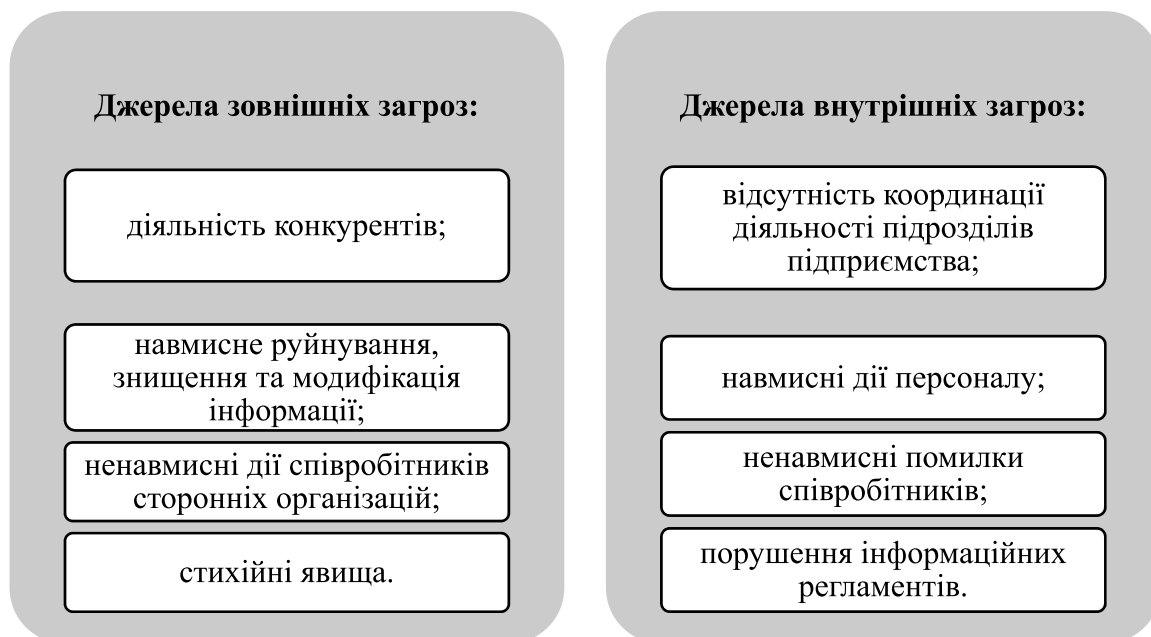 Джерела зовнішніх загроз:
діяльність конкурентів;
навмисне руйнування,
знищення та модифікація
інформації;
ненавмисні дії співробітників
сторонніх організацій;
стихійні явища.
Джерела внутрішніх загроз:
відсутність координації
діяльності підрозділів
підприємства;
навмисні дії персоналу;
ненавмисні помилки
співробітників;
порушення інформаційних
регламентів.